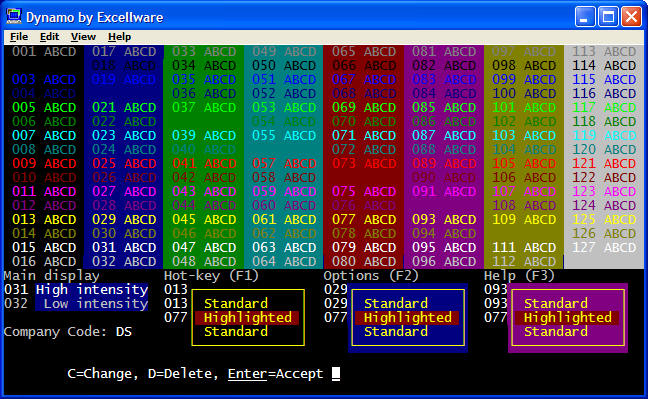 Dynamo by Excellware
File Edit View Help
001 ABCD 017 ABCD 033 ABCD 049 ABCD 065 ABCD 081 ABCD 097 ABCD 113 ABCD
018 ABCD 034 ABCD 050 ABCD 066 ABCD 082 ABCD 098 ABCD 114 ABCD
003 ABCD 019 ABCD 035 ABCD 051 ABCD 067 ABCD 083 ABCD 099 ABCD 115 ABCD
004 ABCD 036 ABCD 052 ABCD 068 ABCD 084 ABCD 100 ABCD 116 ABCD
005 ABCD 021 ABCD 037 ABCD 053 ABCD 069 ABCD 085 ABCD 101 ABCD 117 ABCD
006 ABCD 022 ABCD 054 ABCD 070 ABCD 086 ABCD 102 ABCD 118 ABCD
007 ABCD 023 ABCD 039 ABCD 055 ABCD 071 ABCD 087 ABCD 103 ABCD 119 ABCD
008 ABCD 024 ABCD 040 ABCD 072 ABCD 088 ABCD 104 ABCD 120 ABCD
009 ABCD 025 ABCD 041 ABCD 057 ABCD 073 ABCD 089 ABCD 105 ABCD 121 ABCD
010 ABCD 026 ABCD 042 ABCD 058 ABCD 090 ABCD 106 ABCD 122 ABCD
011 ABCD 027 ABCD 043 ABCD 059 ABCD 075 ABCD 091 ABCD 107 ABCD 123 ABCD
012 ABCD 028 ABCD 044 ABCD 060 ABCD 076 ABCD 108 ABCD 124 ABCD
013 ABCD 029 ABCD 045 ABCD 061 ABCD 077 ABCD 093 ABCD 109 ABCD 125 ABCD
014 ABCD 030 ABCD 046 ABCD 062 ABCD 078 ABCD 094 ABCD 126 ABCD
015 ABCD 031 ABCD 047 ABCD 063 ABCD 079 ABCD 095 ABCD 111 ABCD 127 ABCD
016 ABCD 032 ABCD 048 ABCD 064 ABCD 080 ABCD 096 ABCD 112 ABCD
Main display Hot-key (F1) Options (F2) Help (F3)
031 High intensity 013 029 093
032 Low intensity 013 Standard 029 Standard 093 Standard
077 Highlighted 077 Highlighted 077 Highlighted
Company Code: DS Standard Standard Standard
C=Change, D=Delete, Enter=Accept